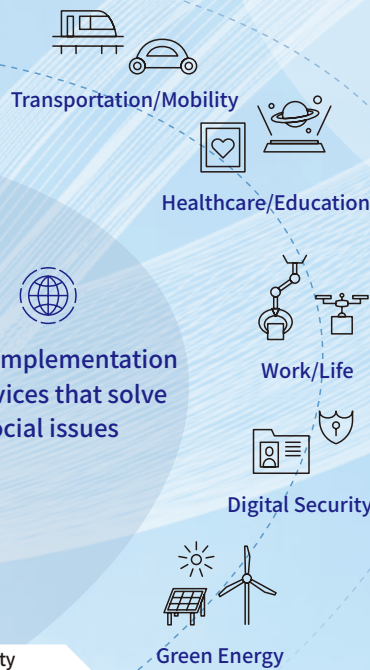 Transportation/Mobility
Healthcare/Education
mplementation
vices that solve
ocial issues
Work/Life
Digital Security
Green Energy
ty